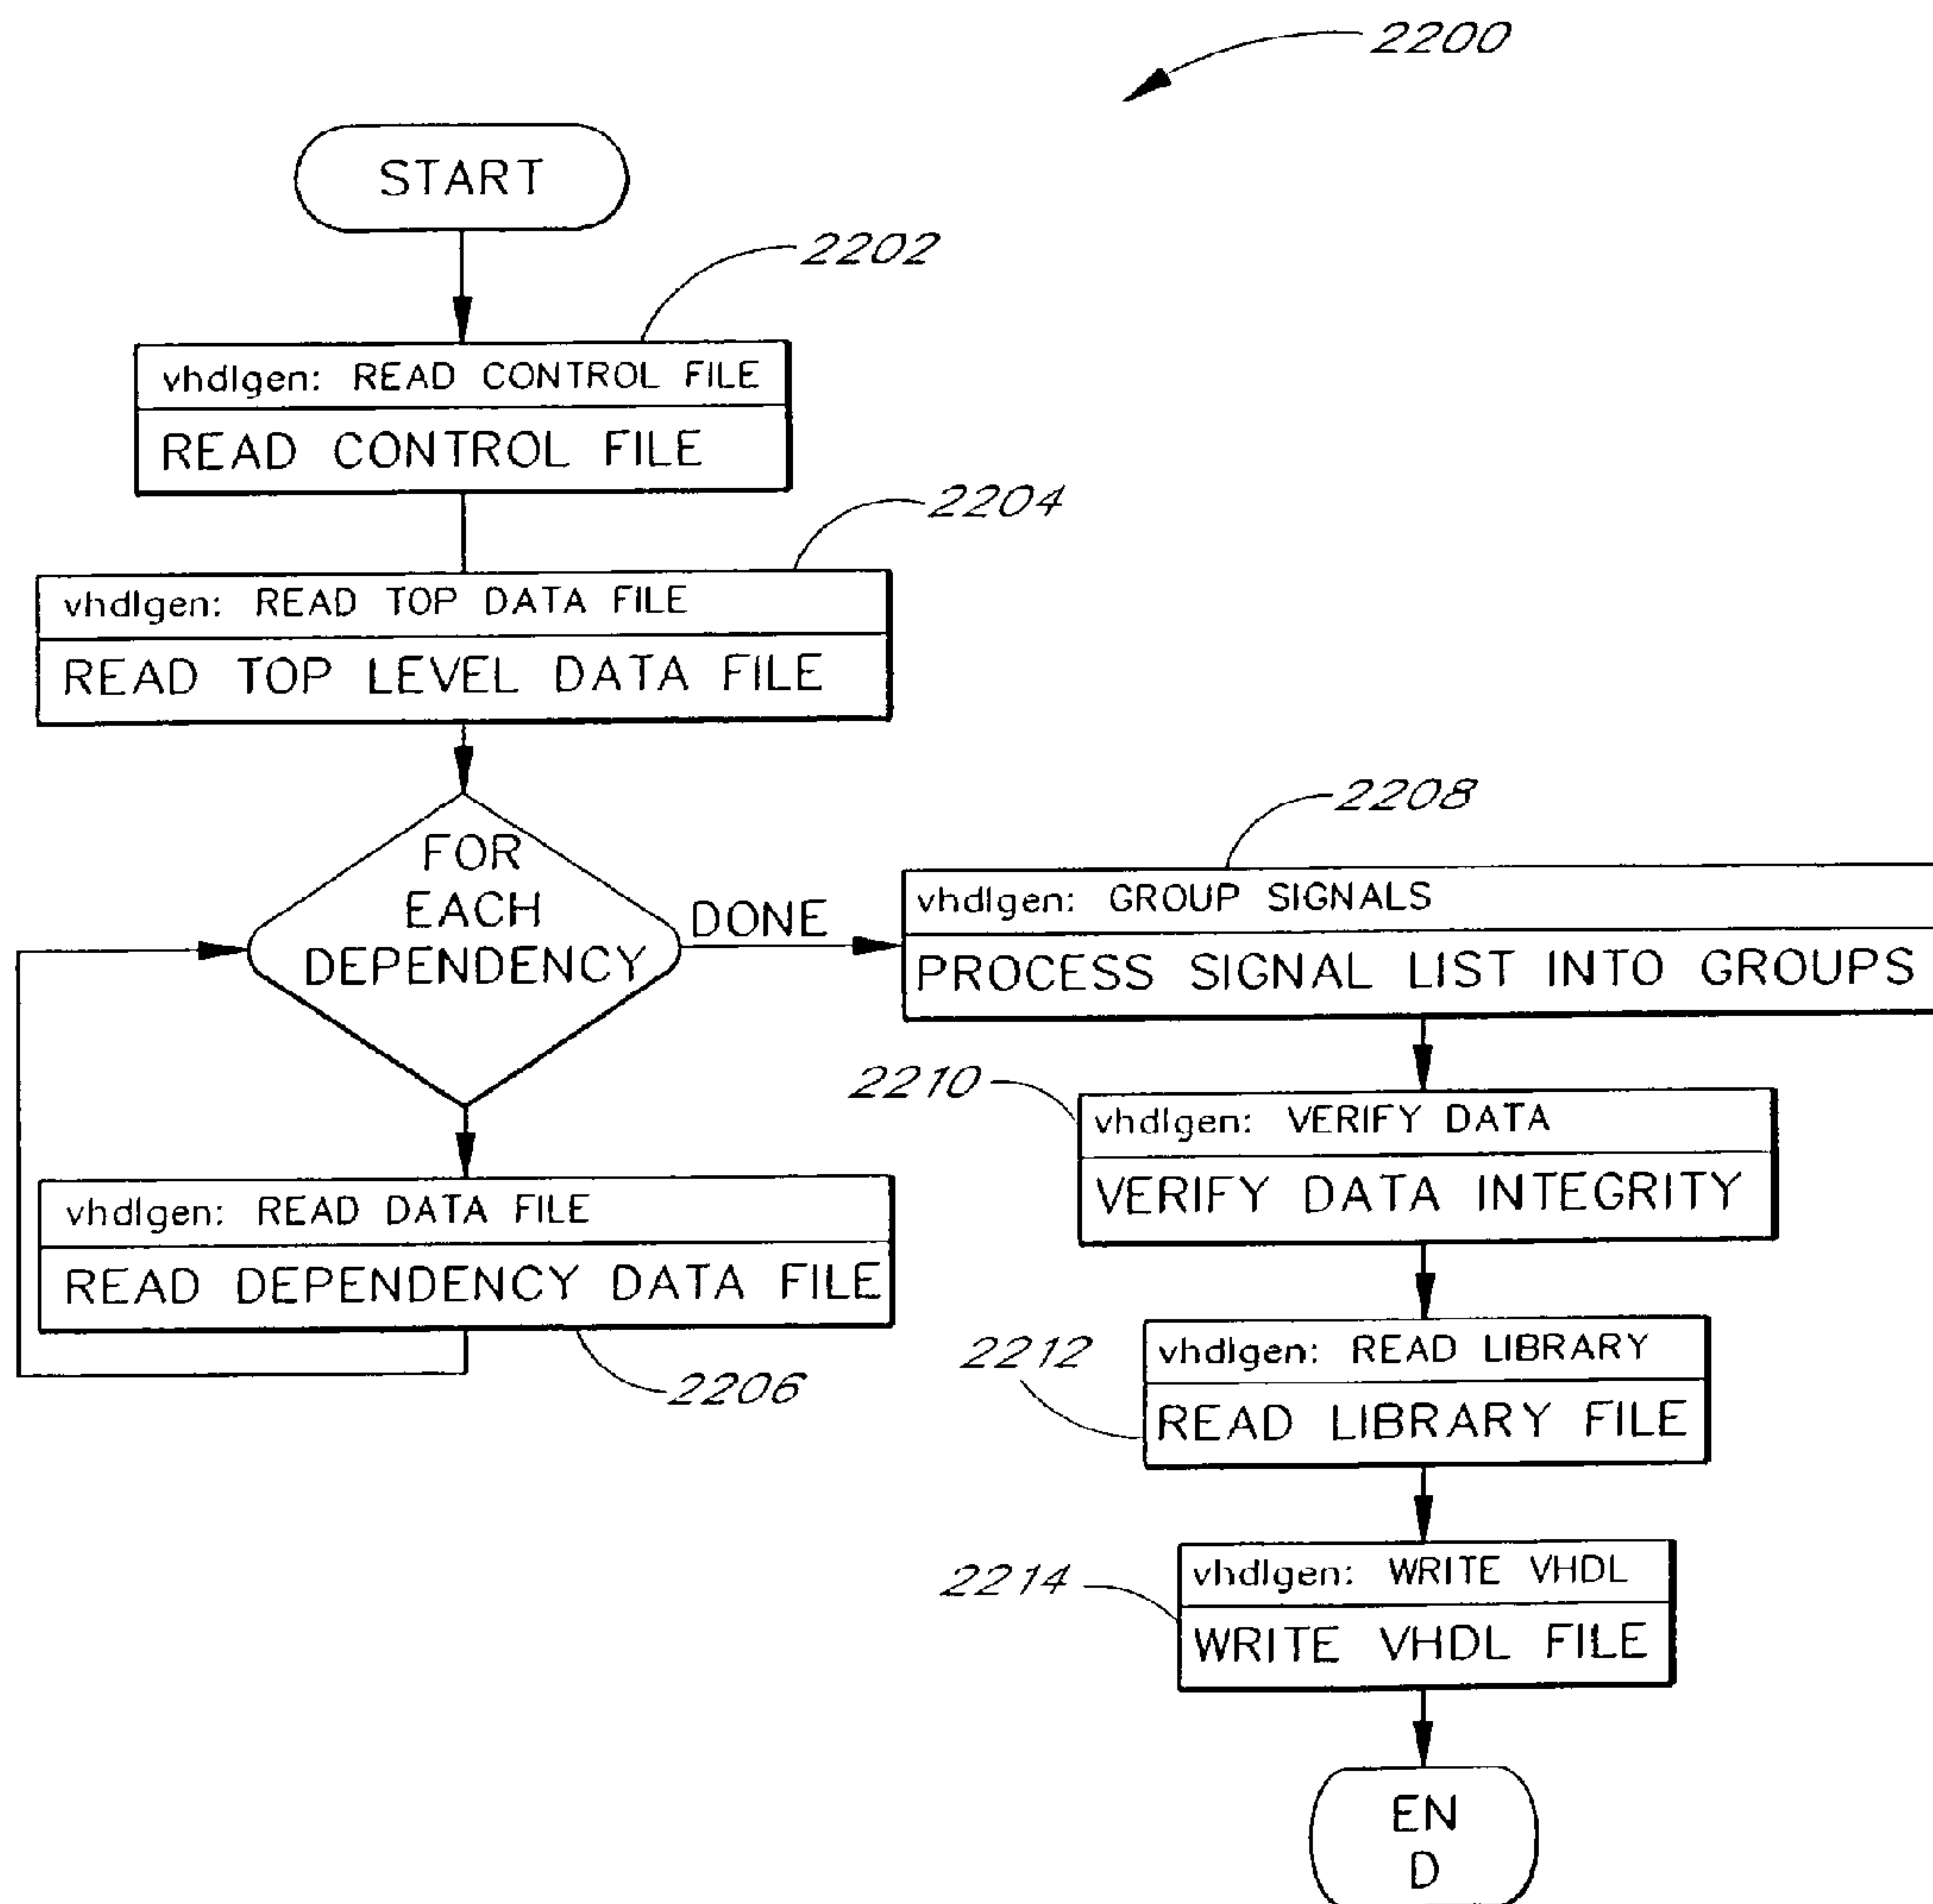 2200
START
2202
vhdlgen: READ CONTROL FILE
READ CONTROL FILE
2204
vhdlgen: READ TOP DATA FILE
READ TOP LEVEL DATA FILE
FOR
EACH
DEPENDENCY
DONE
vhdlgen: READ DATA FILE
READ DEPENDENCY DATA FILE
2206
2208
vhdlgen: GROUP SIGNALS
PROCESS SIGNAL LIST INTO GROUPS
2210
vhdlgen: VERIFY DATA
VERIFY DATA INTEGRITY
2212
vhdlgen: READ LIBRARY
READ LIBRARY FILE
2214
vhdlgen: WRITE VHDL
WRITE VHDL FILE
EN
D